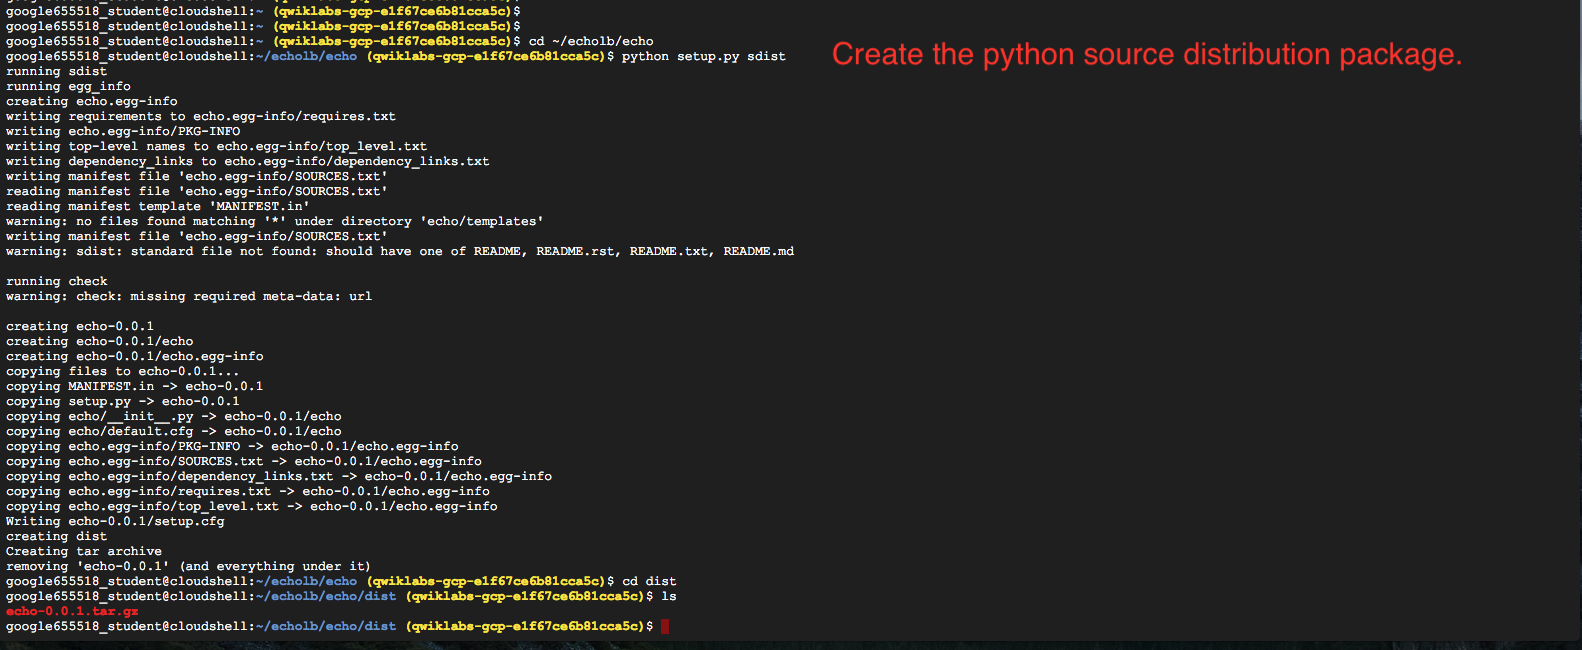 google655518_student@cloudshell:~ (qwiklabs-gcp-e1f67ce6b81cca5c)$
google655518_student@cloudshell:~ (qwiklabs-gcp-e1f67ce6b81cca5c)$
google655518_student@cloudshell:~ (qwiklabs-gcp-e1f67ce6b81cca5c)$ cd ~/echolb/echo
google655518_student@cloudshell:~/echolb/echo (qwiklabs-gcp-e1f67ce6b81cca5c)$ python setup.py sdist
Create the python source distribution package.
running sdist
running egg_info
creating echo.egg-info
writing requirements to echo.egg-info/requires.txt
writing echo.egg-info/PKG-INFO
writing top-level names to echo.egg-info/top_level.txt
writing dependency_links to echo.egg-info/dependency_links.txt
writing manifest file 'echo.egg-info/SOURCES.txt'
reading manifest file 'echo.egg-info/SOURCES.txt'
reading manifest template 'MANIFEST.in'
warning: no files found matching '*' under directory 'echo/templates'
writing manifest file 'echo.egg-info/SOURCES.txt'
warning: sdist: standard file not found: should have one of README, README.rst, README.txt, README.md
running check
warning: check: missing required meta-data: url
creating echo-0.0.1
creating echo-0.0.1/echo
creating echo-0.0.1/echo.egg-info
copying files to echo-0.0.1...
copying MANIFEST.in -> echo-0.0.1
copying setup.py -> echo-0.0.1
copying echo/__init__.py -> echo-0.0.1/echo
copying echo/default.cfg -> echo-0.0.1/echo
copying echo.egg-info/PKG-INFO -> echo-0.0.1/echo.egg-info
copying echo.egg-info/SOURCES.txt -> echo-0.0.1/echo.egg-info
copying echo.egg-info/dependency_links.txt -> echo-0.0.1/echo.egg-info
copying echo.egg-info/requires.txt -> echo-0.0.1/echo.egg-info
copying echo.egg-info/top_level.txt -> echo-0.0.1/echo.egg-info
Writing echo-0.0.1/setup.cfg
creating dist
Creating tar archive
removing 'echo-0.0.1' (and everything under it)
google655518_student@cloudshell:~/echolb/echo (qwiklabs-gcp-e1f67ce6b81cca5c)$ cd dist
google655518_student@cloudshell:~/echolb/echo/dist (qwiklabs-gcp-e1f67ce6b81cca5c)$ ls
echo-0.0.1.tar.gz
google655518_student@cloudshell:~/echolb/echo/dist (qwiklabs-gcp-e1f67ce6b81cca5c)$